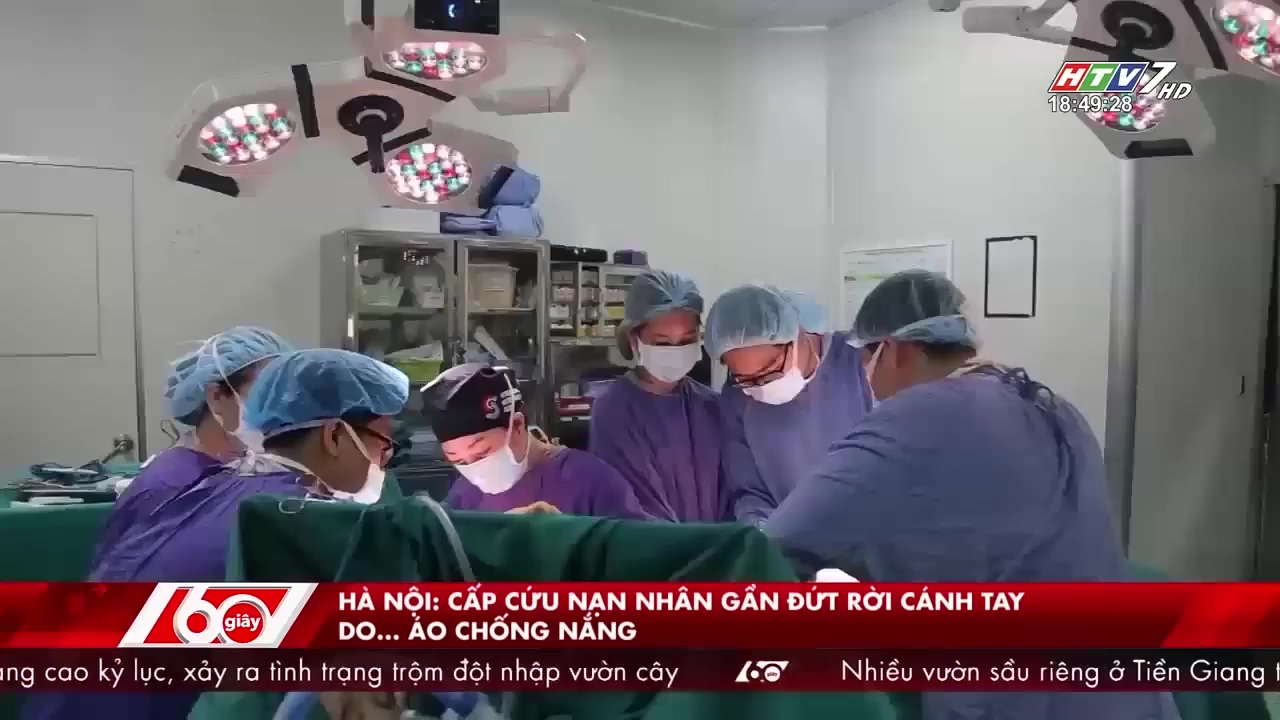 HTV7 HD
18:49:28
60 giây
HÀ NỘI: CẤP CỨU NẠN NHÂN GẦN ĐỨT RỜI CÁNH TAY
DO... ÁO CHỐNG NẮNG
ang cao kỷ lục, xảy ra tình trạng trộm đột nhập vườn cây 60 giây Nhiều vườn sầu riêng ở Tiền Giang t